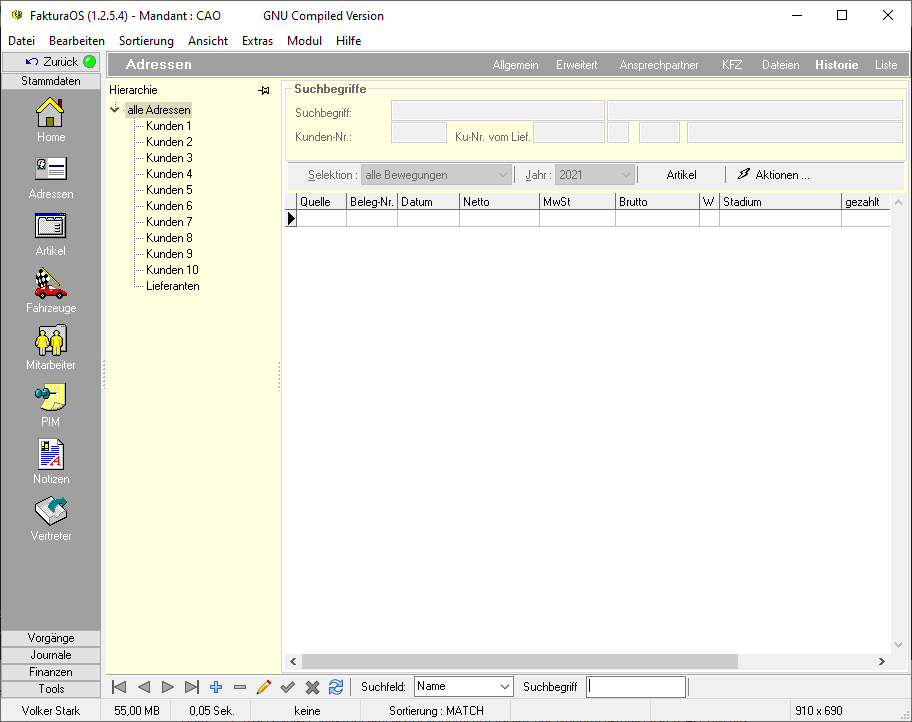 FakturaOS (1.2.5.4) - Mandant : CAO GNU Compiled Version
Datei Bearbeiten Sortierung Ansicht Extras Modul Hilfe
Zurück
Adressen Allgemein Erweitert Ansprechpartner KFZ Dateien Historie Liste
Stammdaten
Home
Adressen
Artikel
Fahrzeuge
Mitarbeiter
PIM
Notizen
Vertreter
Vorgänge
Journale
Finanzen
Tools
Hierarchie
alle Adressen
Kunden 1
Kunden 2
Kunden 3
Kunden 4
Kunden 5
Kunden 6
Kunden 7
Kunden 8
Kunden 9
Kunden 10
Lieferanten
Suchbegriffe
Suchbegriff:
Kunden-Nr.: Ku-Nr. vom Lief.
Selektion : alle Bewegungen Jahr : 2021 Artikel Aktionen ...
Quelle Beleg-Nr. Datum Netto MwSt Brutto W Stadium gezahlt
Suchfeld: Name Suchbegriff
Volker Stark 55,00 MB 0,05 Sek. keine Sortierung : MATCH 910 x 690